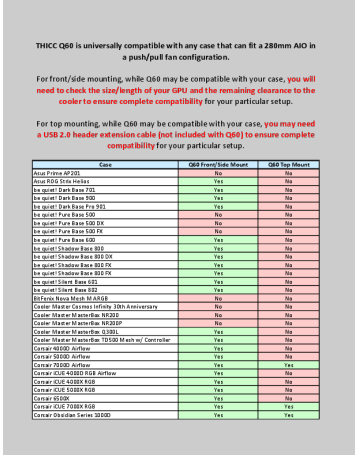 THICC Q60 is universally compatible with any case that can fit a 280mm AIO in
a push/pull fan configuration.
For front/side mounting, while Q60 may be compatible with your case, you will
need to check the size/length of your GPU and the remaining clearance to the
cooler to ensure complete compatibility for your particular setup.
For top mounting, while Q60 may be compatible with your case, you may need
a USB 2.0 header extension cable (not included with Q60) to ensure complete
compatibility for your particular setup.
Case Q60 Front/Side Mount Q60 Top Mount
Asus Prime AP201 No No
Asus ROG Strix Helios Yes No
be quiet! Dark Base 701 Yes No
be quiet! Dark Base 900 Yes No
be quiet! Dark Base Pro 901 Yes No
be quiet! Pure Base 500 No No
be quiet! Pure Base 500 DX No No
be quiet! Pure Base 500 FX No No
be quiet! Pure Base 600 Yes No
be quiet! Shadow Base 800 Yes No
be quiet! Shadow Base 800 DX Yes No
be quiet! Shadow Base 800 FX Yes No
be quiet! Shadow Base 800 FX Yes No
be quiet! Silent Base 601 Yes No
be quiet! Silent Base 802 Yes No
BitFenix Nova Mesh M ARGB No No
Cooler Master Cosmos Infinity 30th Anniversary No No
Cooler Master MasterBox NR200 No No
Cooler Master MasterBox NR200P No No
Cooler Master MasterBox Q300L Yes No
Cooler Master MasterBox TD500 Mesh w/ Controller Yes No
Corsair 4000D Airflow Yes No
Corsair 5000D Airflow Yes No
Corsair 7000D Airflow Yes Yes
Corsair iCUE 4000D RGB Airflow Yes No
Corsair iCUE 4000X RGB Yes No
Corsair iCUE 5000X RGB Yes No
Corsair 6500X Yes No
Corsair iCUE 7000X RGB Yes Yes
Corsair Obsidian Series 1000D Yes Yes